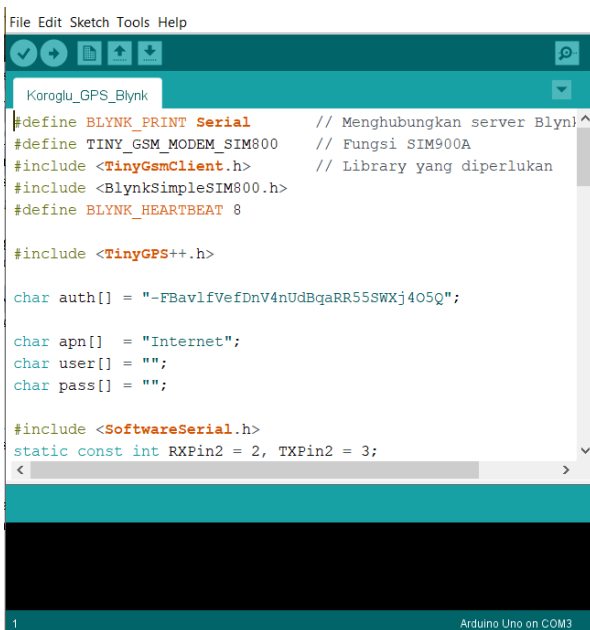 File Edit Sketch Tools Help
Koroglu_GPS_Blynk
#define BLYNK_PRINT Serial // Menghubungkan server Blynk
#define TINY_GSM_MODEM_SIM800 // Fungsi SIM900A
#include <TinyGsmClient.h> // Library yang diperlukan
#include <BlynkSimpleSIM800.h>
#define BLYNK_HEARTBEAT 8
#include <TinyGPS++.h>
char auth[] = "-FBavlfVefDnV4nUdBqaRR55SWXj4O5Q";
char apn[] = "Internet";
char user[] = "";
char pass[] = "";
#include <SoftwareSerial.h>
static const int RXPin2 = 2, TXPin2 = 3;
1
Arduino Uno on COM3